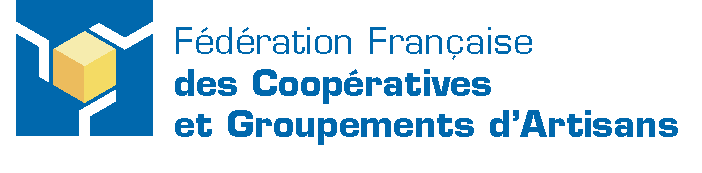 Fédération Française
des Coopératives
et Groupements d'Artisans